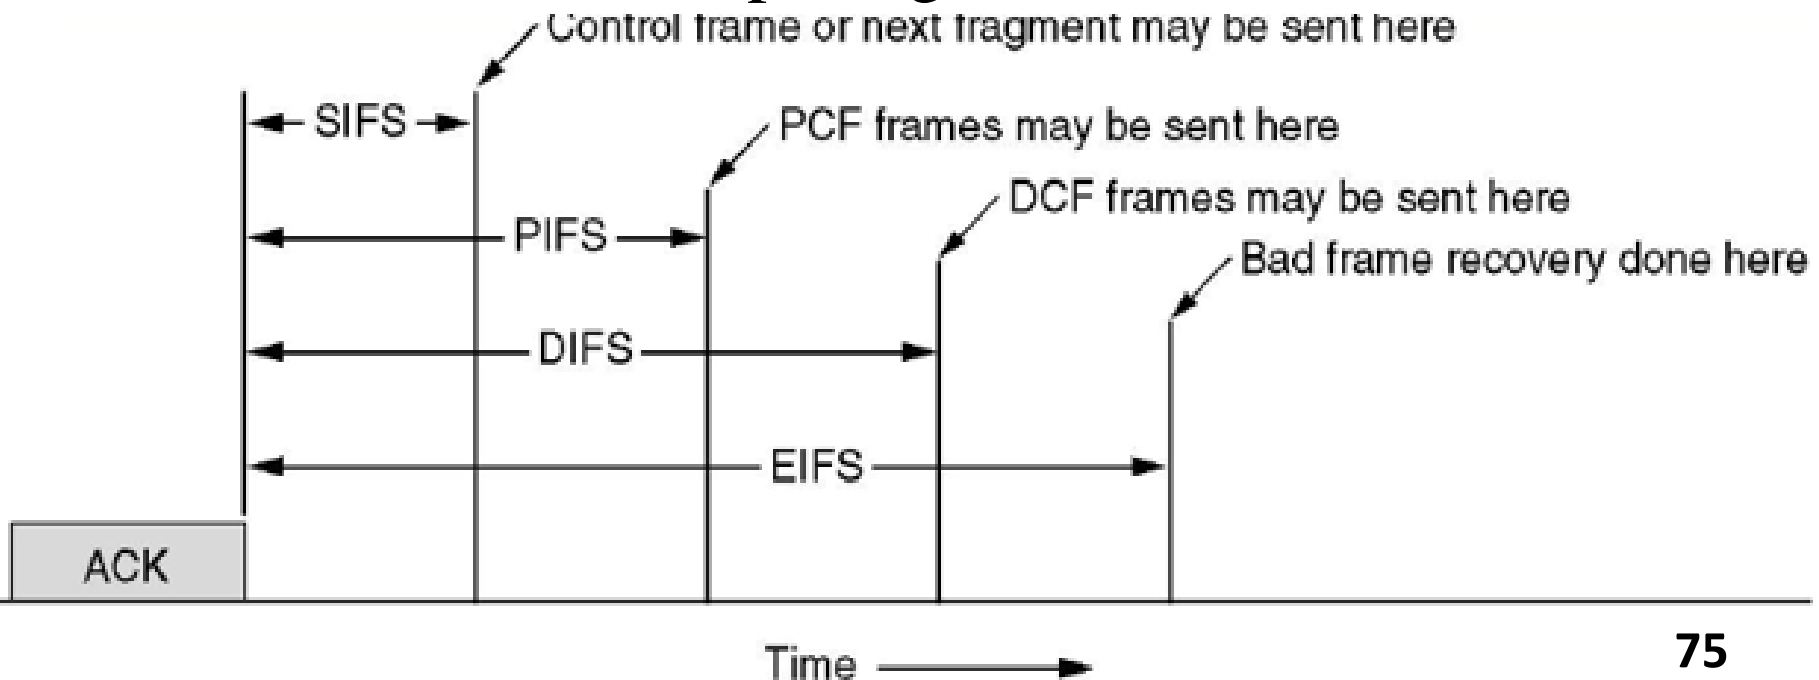 Control frame or next fragment may be sent here
SIFS
PCF frames may be sent here
DCF frames may be sent here
PIFS
Bad frame recovery done here
DIFS
EIFS
ACK
Time
75